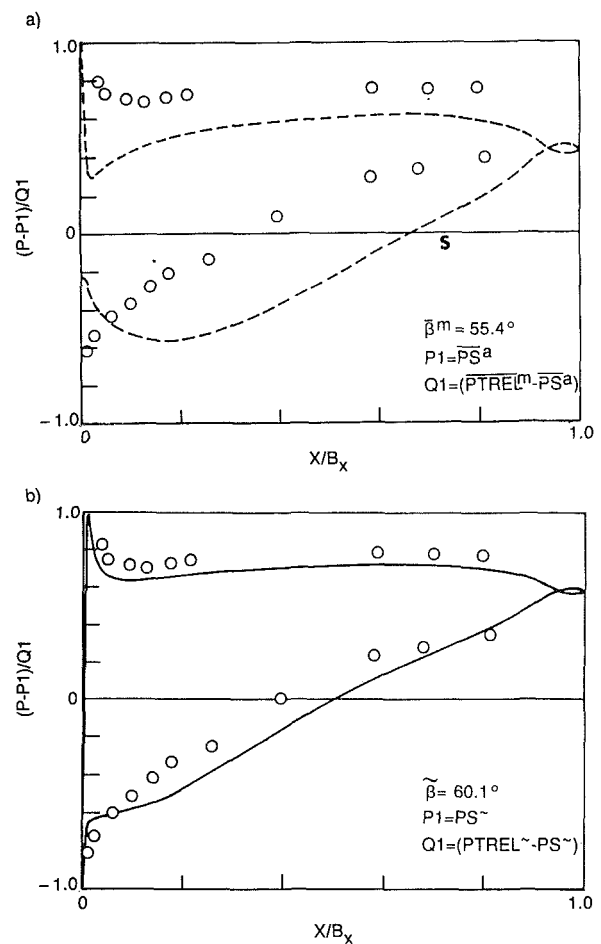 a)
1.0
(P-P1)/Q1
0
S
β̄ᵐ = 55.4°
P1=P̅S̅ᵃ
Q1=(P̅T̅R̅E̅L̅ᵐ-P̅S̅ᵃ)
-1.0
0
1.0
X/Bₓ
b)
1.0
(P-P1)/Q1
0
β̃= 60.1°
P1=PS~
Q1=(PTREL~-PS~)
-1.0
0
1.0
X/Bₓ